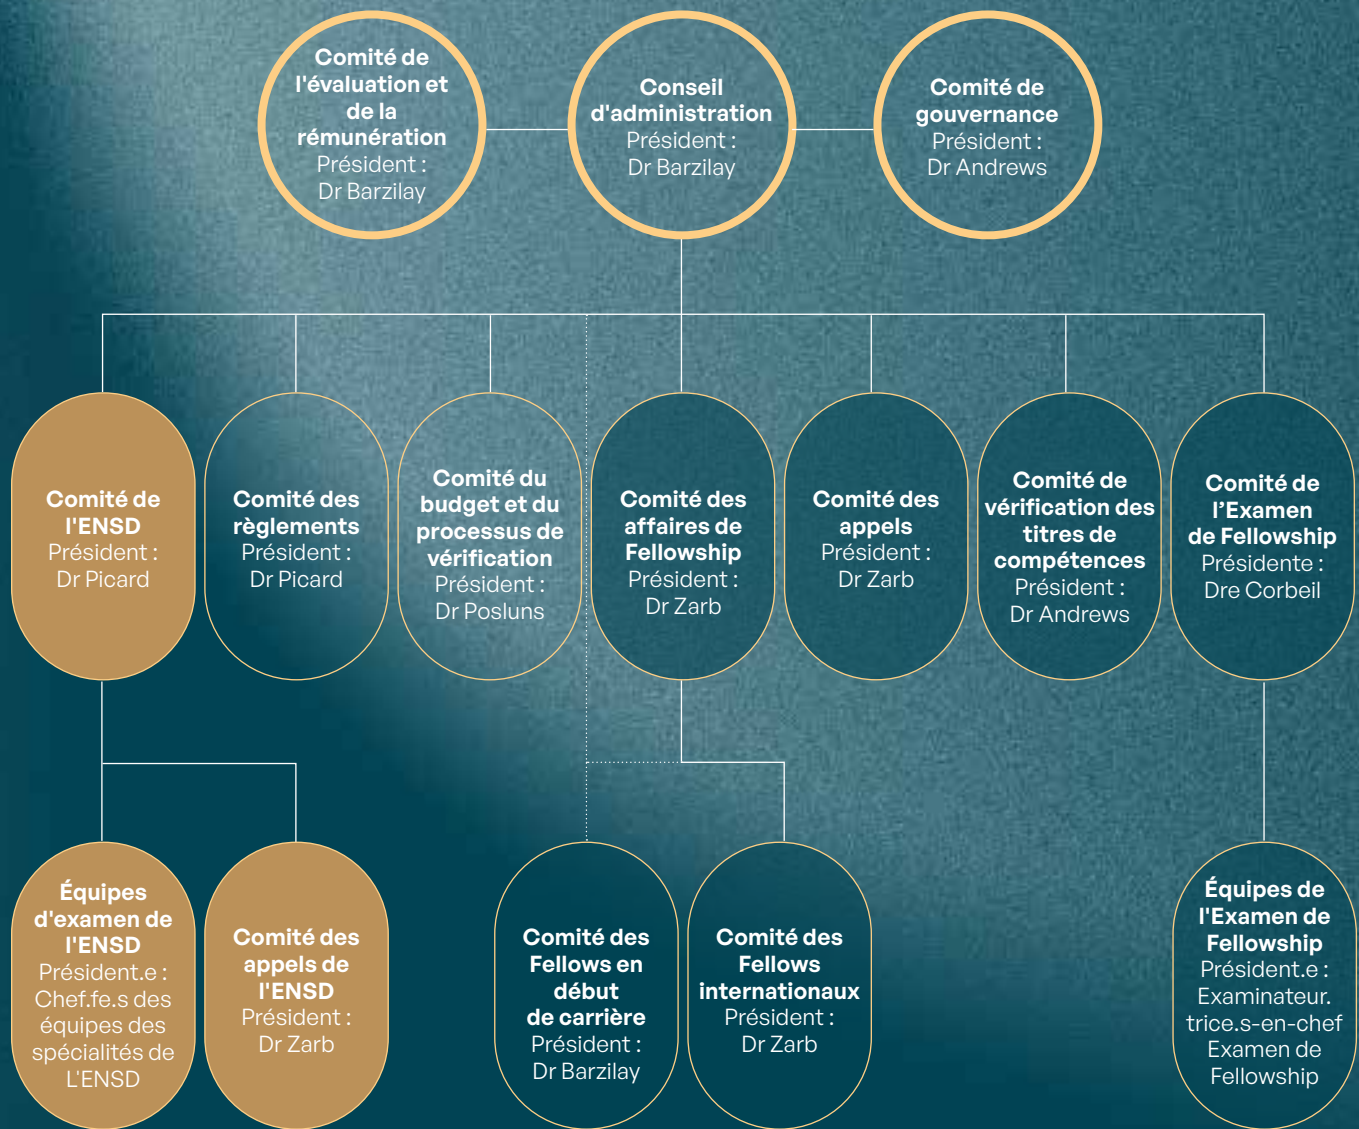 Comité de
l'évaluation et
de la
rémunération
Président :
Dr Barzilay
Conseil
d'administration
Président :
Dr Barzilay
Comité de
gouvernance
Président :
Dr Andrews
Comité de
l'ENSD
Président :
Dr Picard
Comité des
règlements
Président :
Dr Picard
Comité du
budget et du
processus de
vérification
Président :
Dr Posluns
Comité des
affaires de
Fellowship
Président :
Dr Zarb
Comité des
appels
Président :
Dr Zarb
Comité de
vérification des
titres de
compétences
Président :
Dr Andrews
Comité de
l’Examen
de Fellowship
Présidente :
Dre Corbeil
Équipes
d'examen de
l'ENSD
Président.e :
Chef.fe.s des
équipes des
spécialités de
L'ENSD
Comité des
appels de
l'ENSD
Président :
Dr Zarb
Comité des
Fellows en
début
de carrière
Président :
Dr Barzilay
Comité des
Fellows
internationaux
Président :
Dr Zarb
Équipes de
l'Examen de
Fellowship
Président.e :
Examinateur.
trice.s-en-chef
Examen de
Fellowship